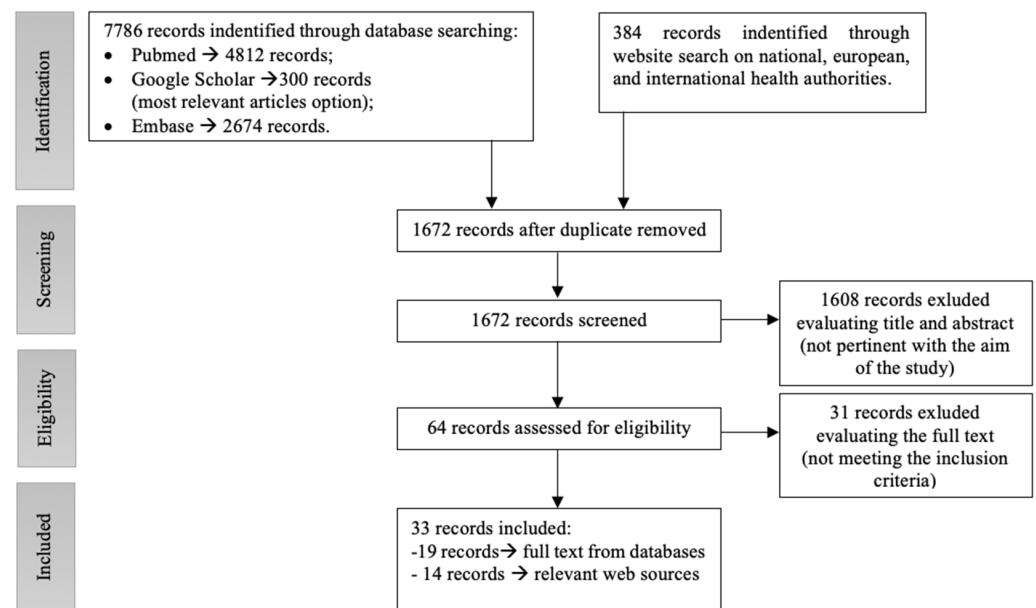 Identification
7786 records indentified through database searching:
• Pubmed → 4812 records;
• Google Scholar →300 records
(most relevant articles option);
• Embase → 2674 records.
384 records indentified through
website search on national, european,
and international health authorities.
Screening
1672 records after duplicate removed
1672 records screened
1608 records exluded
evaluating title and abstract
(not pertinent with the aim
of the study)
Eligibility
64 records assessed for eligibility
31 records exluded
evaluating the full text
(not meeting the inclusion
criteria)
Included
33 records included:
-19 records→ full text from databases
- 14 records → relevant web sources